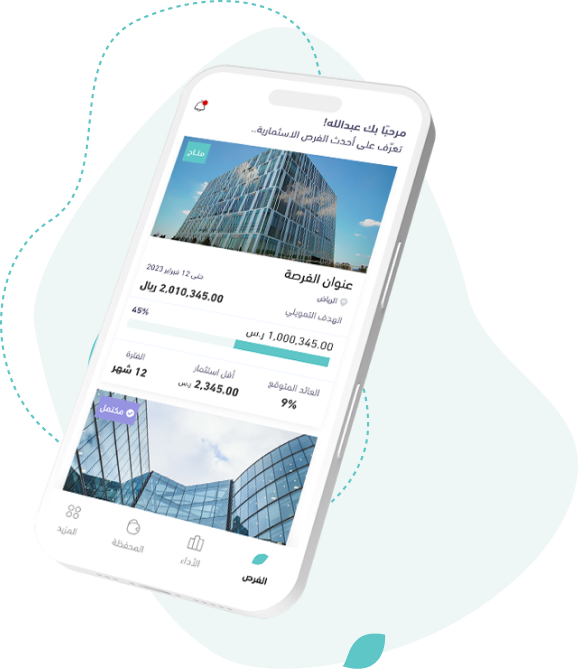 مرحبًا بك عبدالله!
تعرّف على أحدث الفرص الاستثمارية..
متاح
عنوان الفرصة
حتى 12 فبراير 2023
الرياض
2,010,345.00 ريال
الهدف التمويلي
45%
1,000,345.00 ر.س
العائد المتوقع
9%
أقل استثمار
2,345.00 ر.س
الفترة
12 شهر
مكتمل
الفرص
الأداء
المحفظة
المزيد